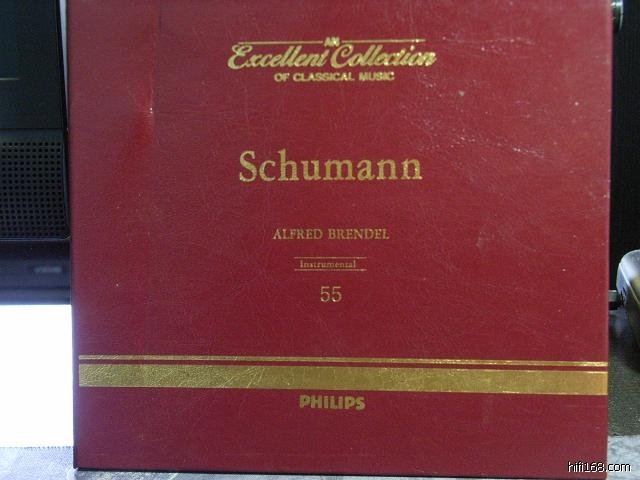 AN
Excellent Collection
OF CLASSICAL MUSIC
Schumann
ALFRED BRENDEL
Instrumental
55
PHILIPS
hifi168.com